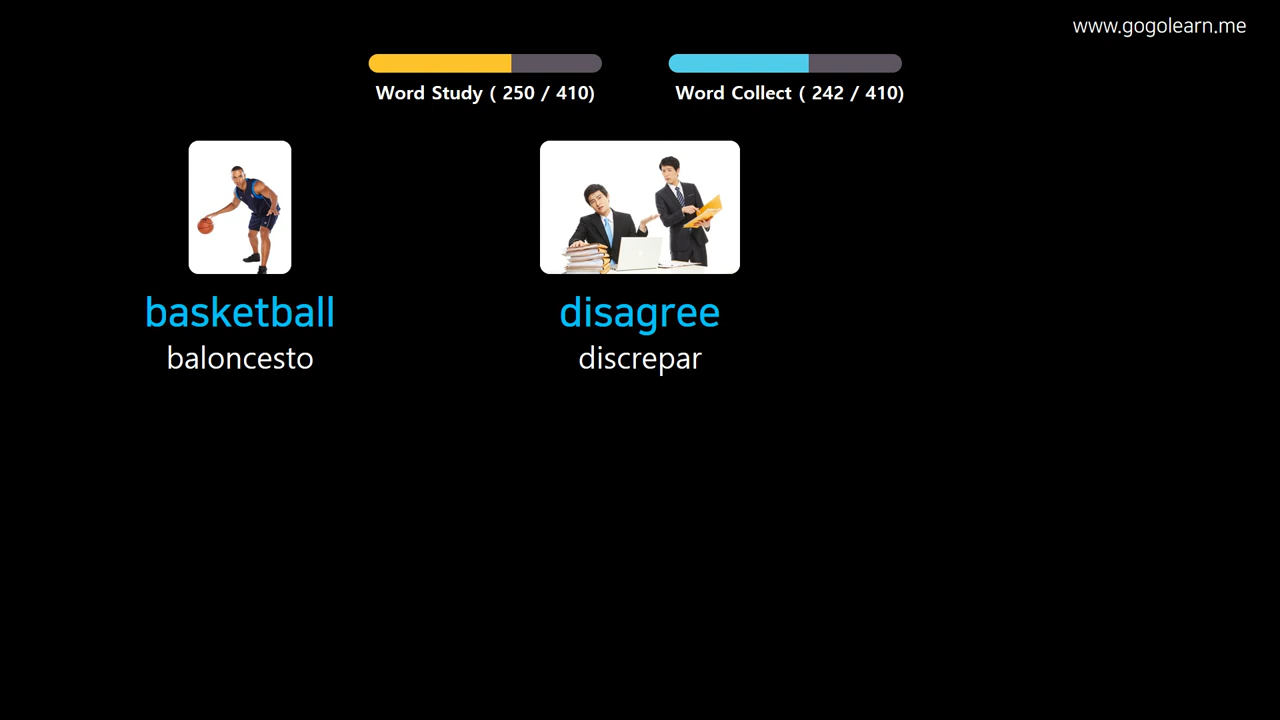 www.gogolearn.me
Word Study ( 250 / 410)
Word Collect ( 242 / 410)
basketball
baloncesto
disagree
discrepar